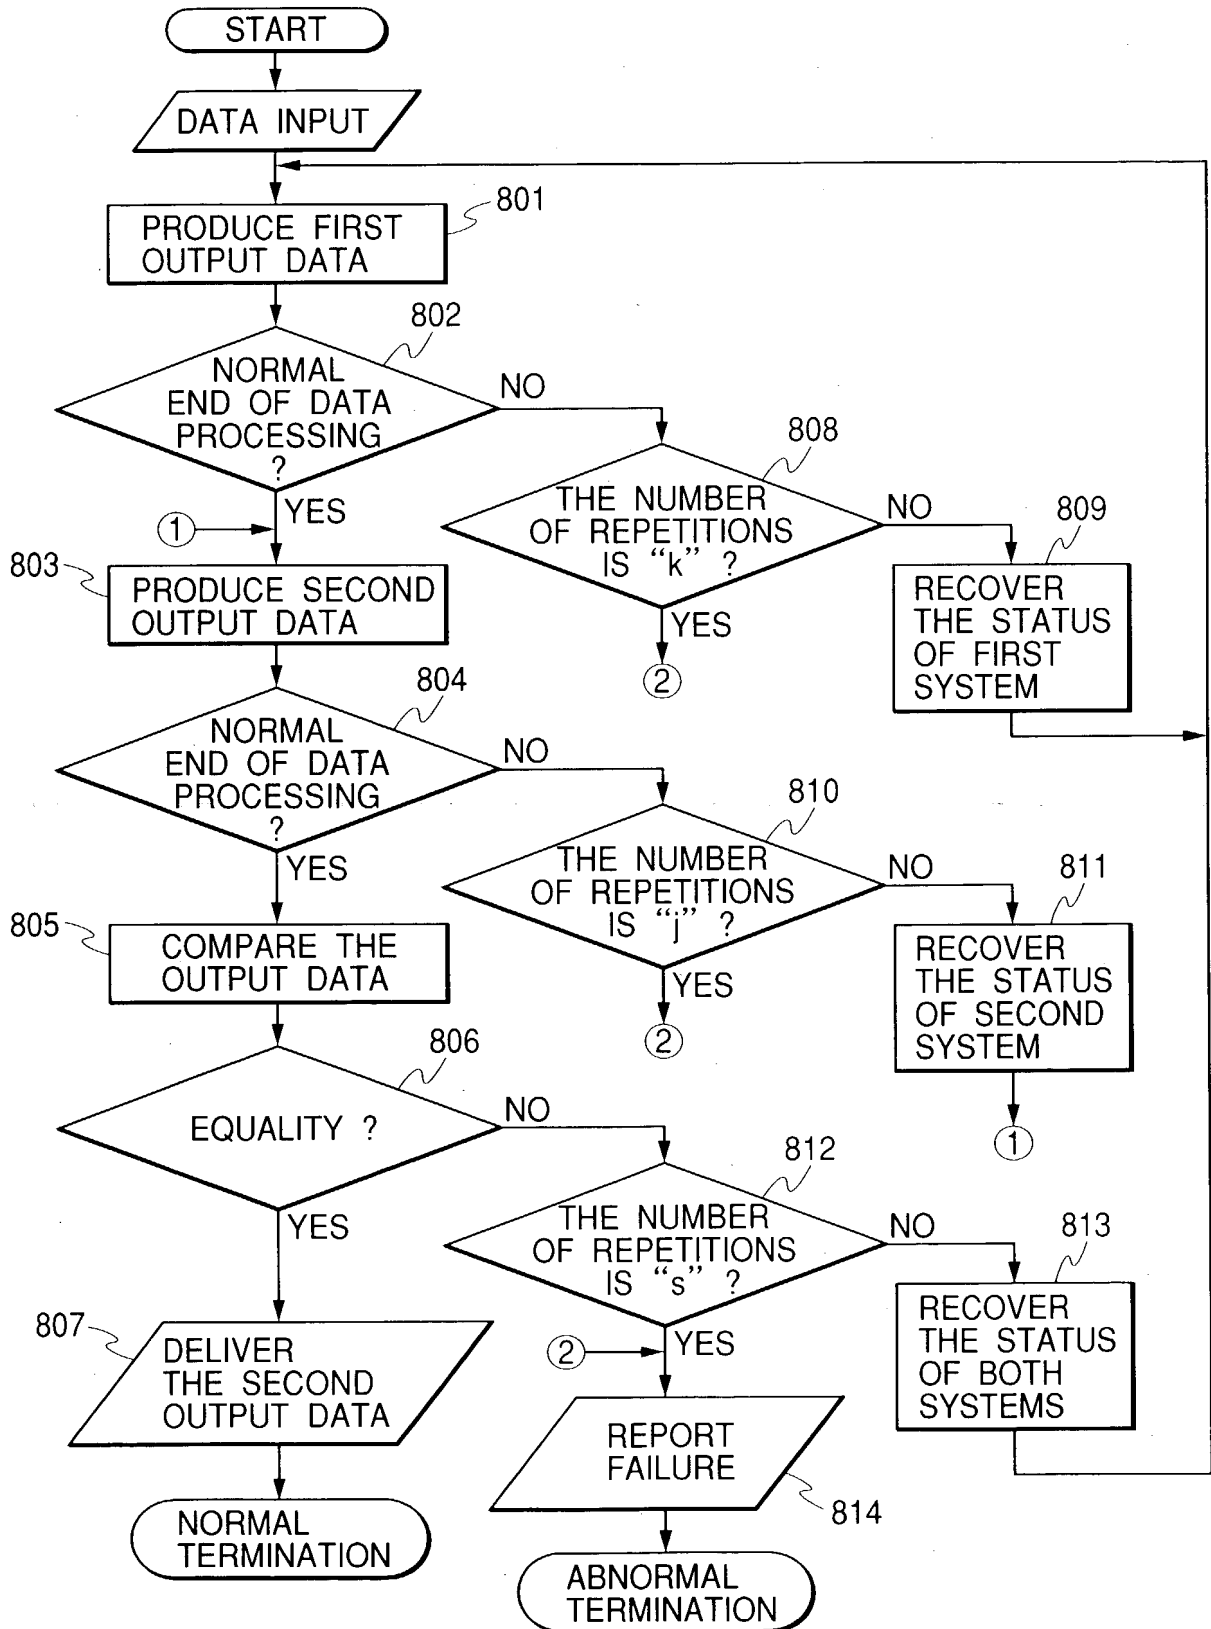 START
DATA INPUT
801
PRODUCE FIRST
OUTPUT DATA
802
NORMAL
END OF DATA
PROCESSING
?
NO
YES
808
THE NUMBER
OF REPETITIONS
IS “k” ?
NO
YES
2
809
RECOVER
THE STATUS
OF FIRST
SYSTEM
1
803
PRODUCE SECOND
OUTPUT DATA
804
NORMAL
END OF DATA
PROCESSING
?
NO
YES
810
THE NUMBER
OF REPETITIONS
IS “j” ?
NO
YES
2
811
RECOVER
THE STATUS
OF SECOND
SYSTEM
1
805
COMPARE THE
OUTPUT DATA
806
EQUALITY ?
NO
YES
812
THE NUMBER
OF REPETITIONS
IS “s” ?
NO
YES
2
813
RECOVER
THE STATUS
OF BOTH
SYSTEMS
807
DELIVER
THE SECOND
OUTPUT DATA
REPORT
FAILURE
814
NORMAL
TERMINATION
ABNORMAL
TERMINATION